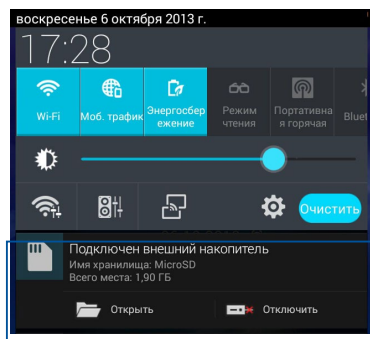 воскресенье 6 октября 2013 г.
17:28
Wi-Fi
Моб. трафик
Энергосбер
ежение
Режим
чтения
Портативна
я горячая
Bluet
Очистить
Подключен внешний накопитель
Имя хранилища: MicroSD
Всего места: 1,90 ГБ
Открыть
Отключить